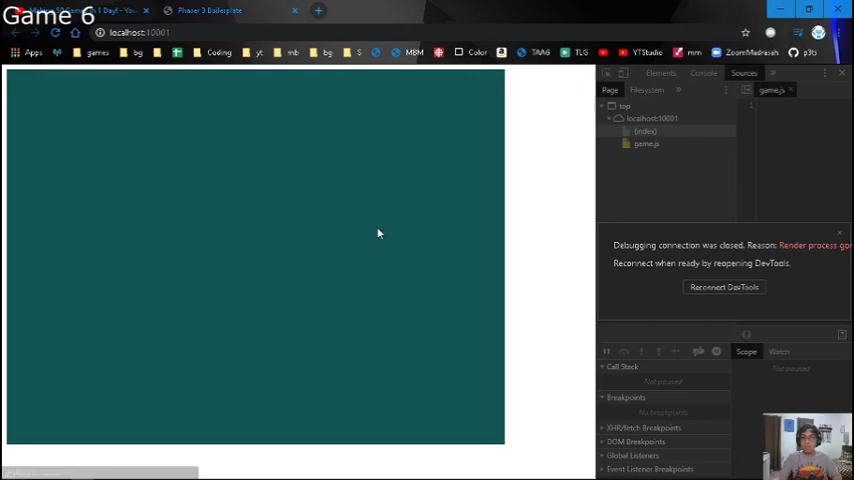 Game 6
Phaser 3 Boilerplate
localhost:10001
Apps games bg Coding yt mb bg S MBM Color TAAG TLG YTStudio mm ZoomMadrasah p3ts
Elements Console Sources
Page Filesystem game.js
top 1
localhost:10001
(index)
game.js
Debugging connection was closed. Reason: Render process gon
Reconnect when ready by reopening DevTools.
Reconnect DevTools
Scope Watch
Call Stack Not paused
Not paused
Breakpoints
No breakpoints
XHR/fetch Breakpoints
DOM Breakpoints
Global Listeners
Event Listener Breakpoints